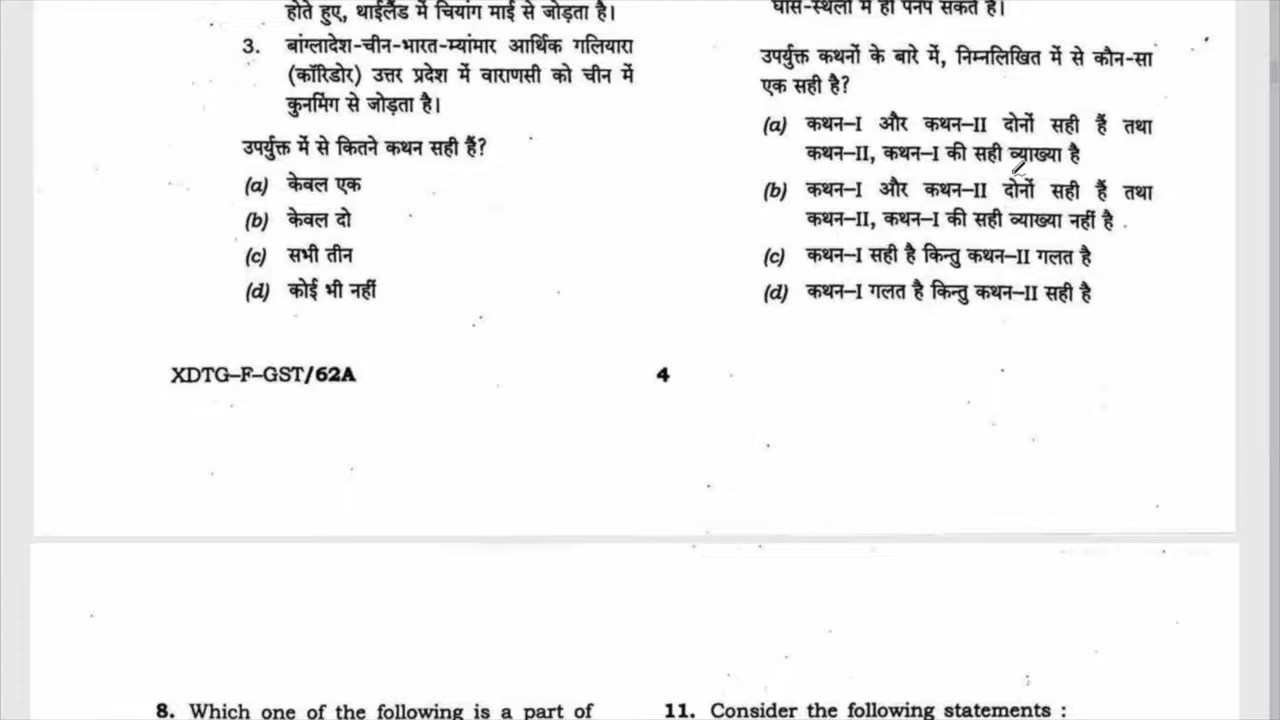 होते हुए, थाईलैंड में चियांग माई से जोड़ता है।
3. बांग्लादेश-चीन-भारत-म्यांमार आर्थिक गलियारा
(कॉरिडोर) उत्तर प्रदेश में वाराणसी को चीन में
कुनमिंग से जोड़ता है।
उपर्युक्त में से कितने कथन सही हैं?
(a) केवल एक
(b) केवल दो
(c) सभी तीन
(d) कोई भी नहीं
घास-स्थलों में ही पनप सकते हैं।
उपर्युक्त कथनों के बारे में, निम्नलिखित में से कौन-सा
एक सही है?
(a) कथन-I और कथन-II दोनों सही हैं तथा
कथन-II, कथन-I की सही व्याख्या है
(b) कथन-I और कथन-II दोनों सही हैं तथा
कथन-II, कथन-I की सही व्याख्या नहीं है
(c) कथन-I सही है किन्तु कथन-II गलत है
(d) कथन-I गलत है किन्तु कथन-II सही है
XDTG-F-GST/62A
4
8. Which one of the following is a part of
11. Consider the following statements :